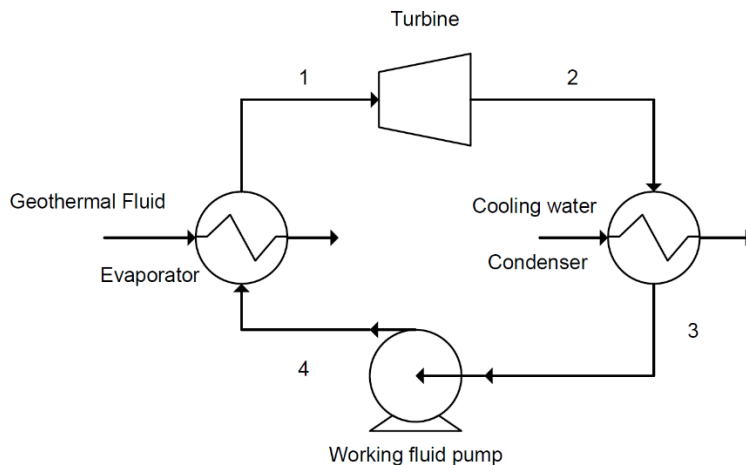 Turbine
1
2
Geothermal Fluid
Evaporator
Cooling water
Condenser
3
4
Working fluid pump